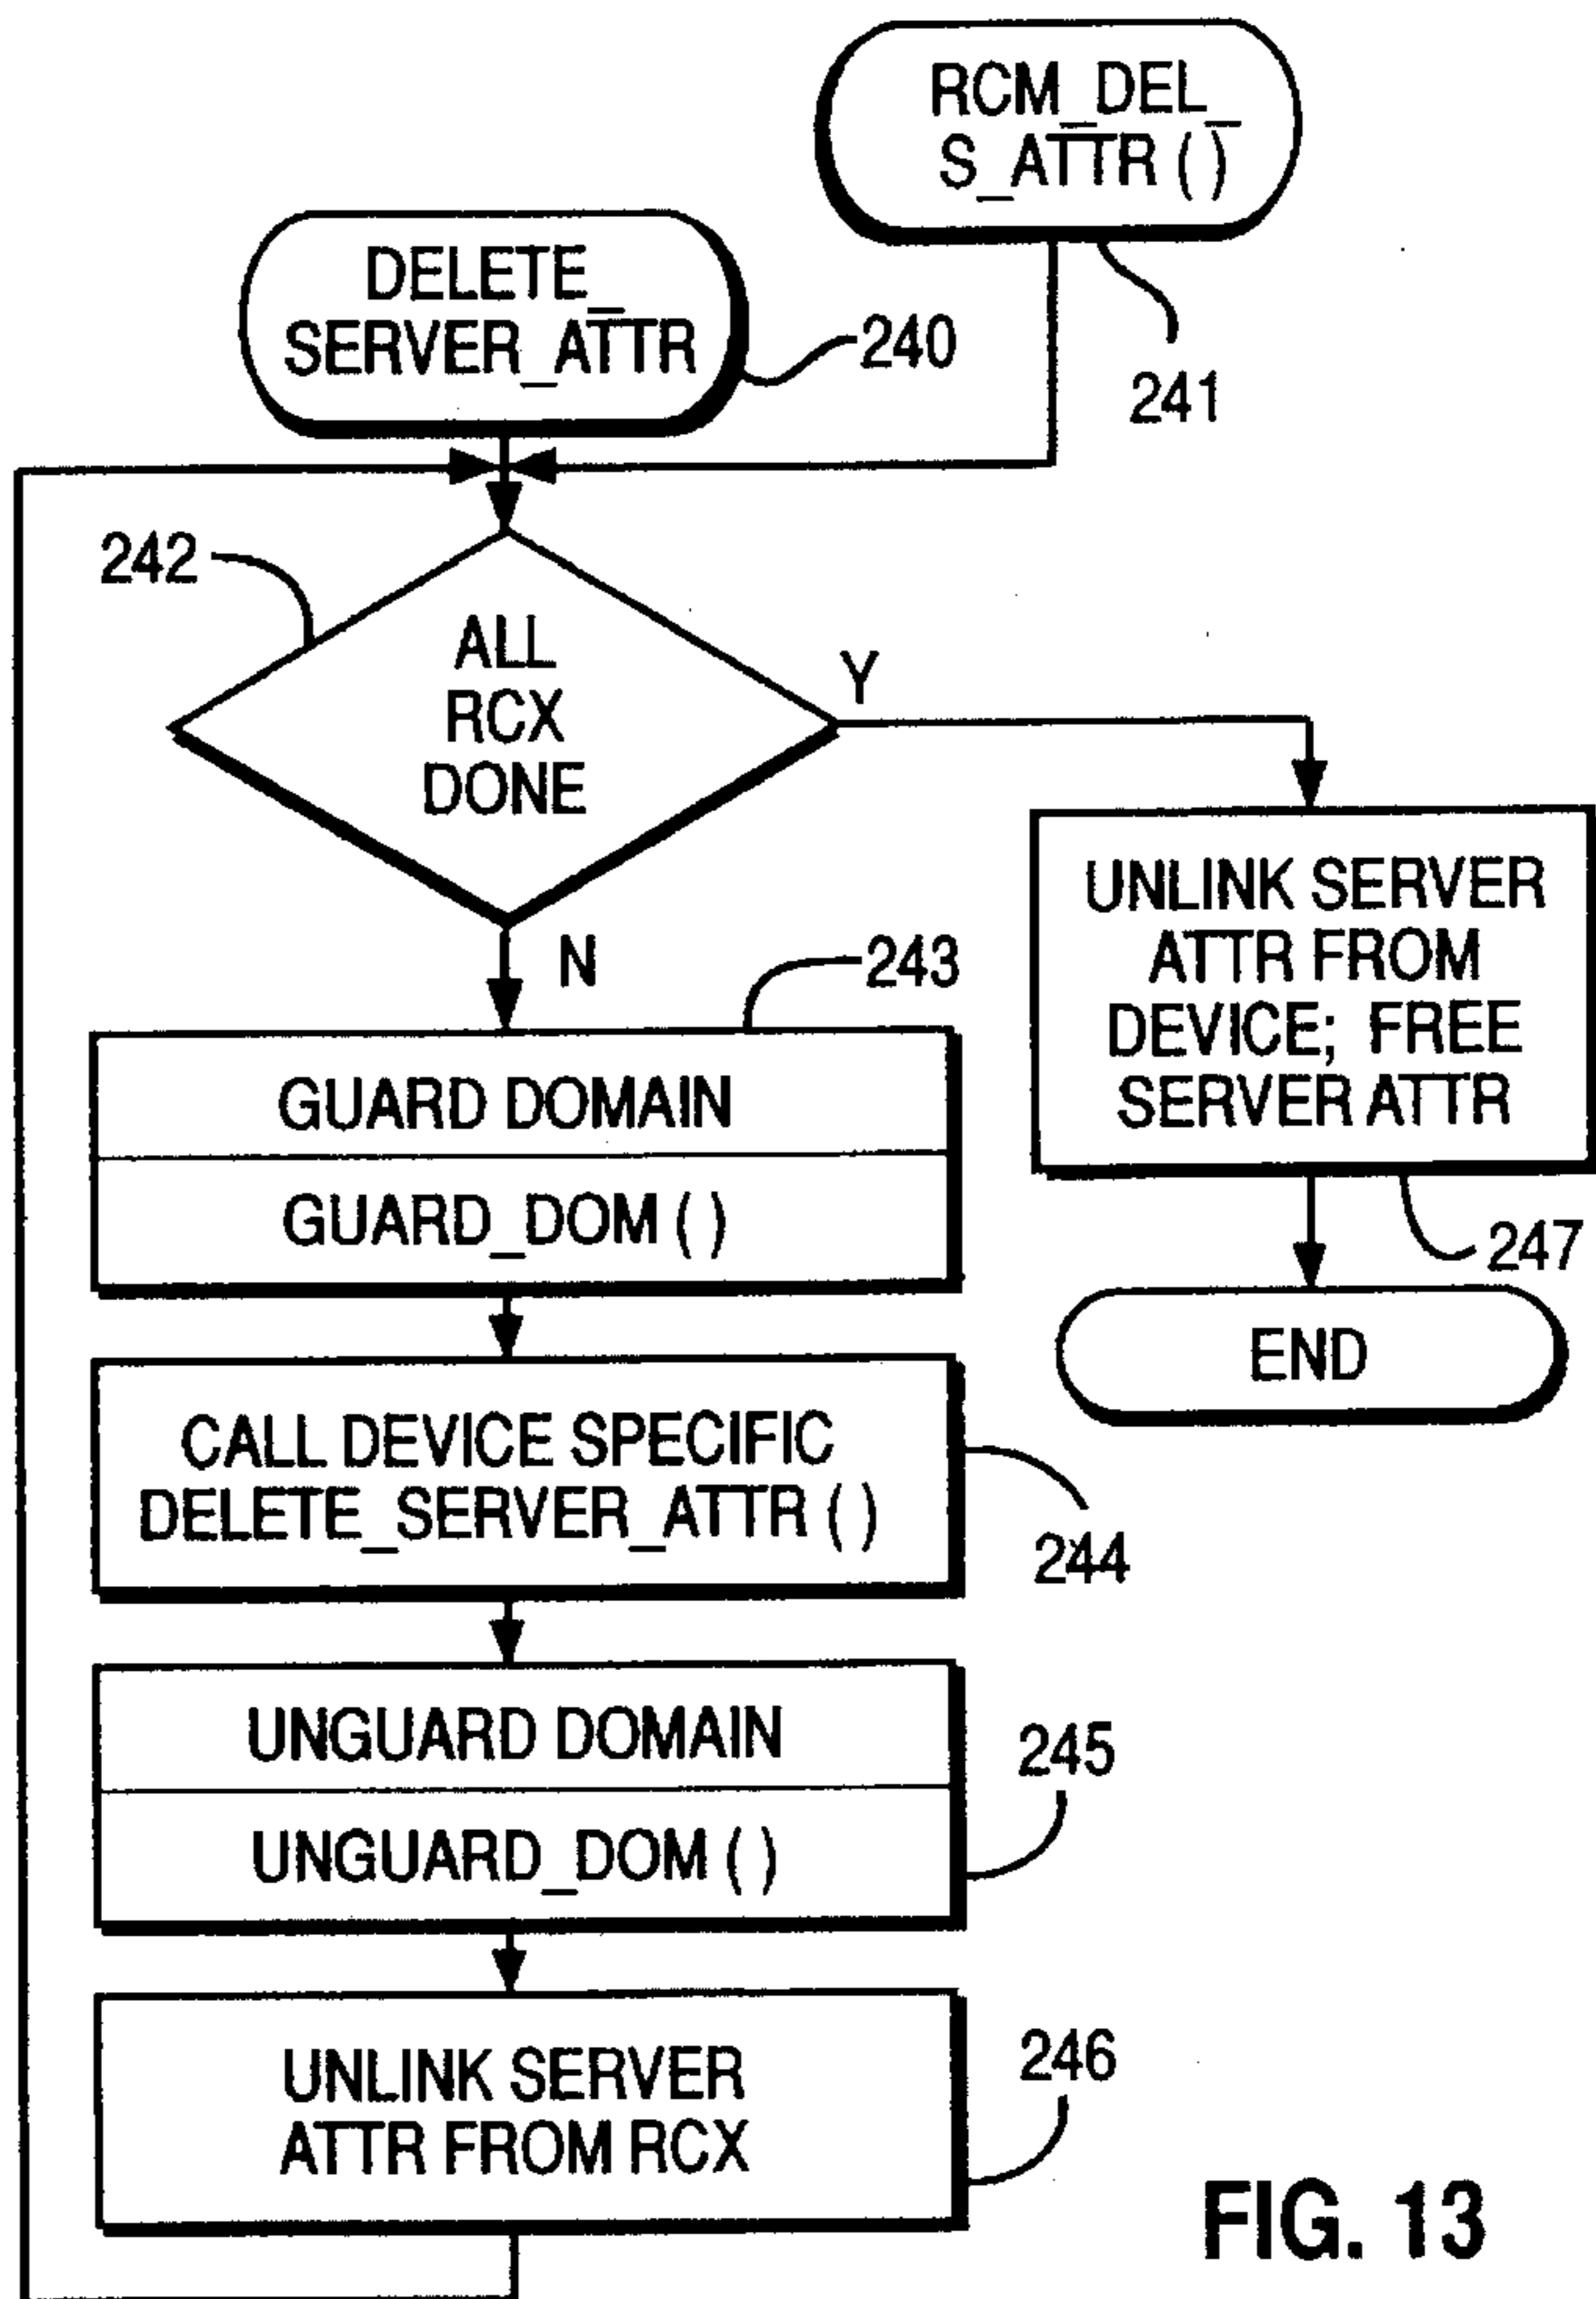 RCM_DEL_
S_ATTR ( )
DELETE_
SERVER_ATTR
240
241
242
ALL
RCX
DONE
Y
N
UNLINK SERVER
ATTR FROM
DEVICE; FREE
SERVER ATTR
243
GUARD DOMAIN
GUARD_DOM ( )
247
END
CALL DEVICE SPECIFIC
DELETE_SERVER_ATTR ( )
244
UNGUARD DOMAIN
245
UNGUARD_DOM ( )
UNLINK SERVER
ATTR FROM RCX
246
FIG. 13